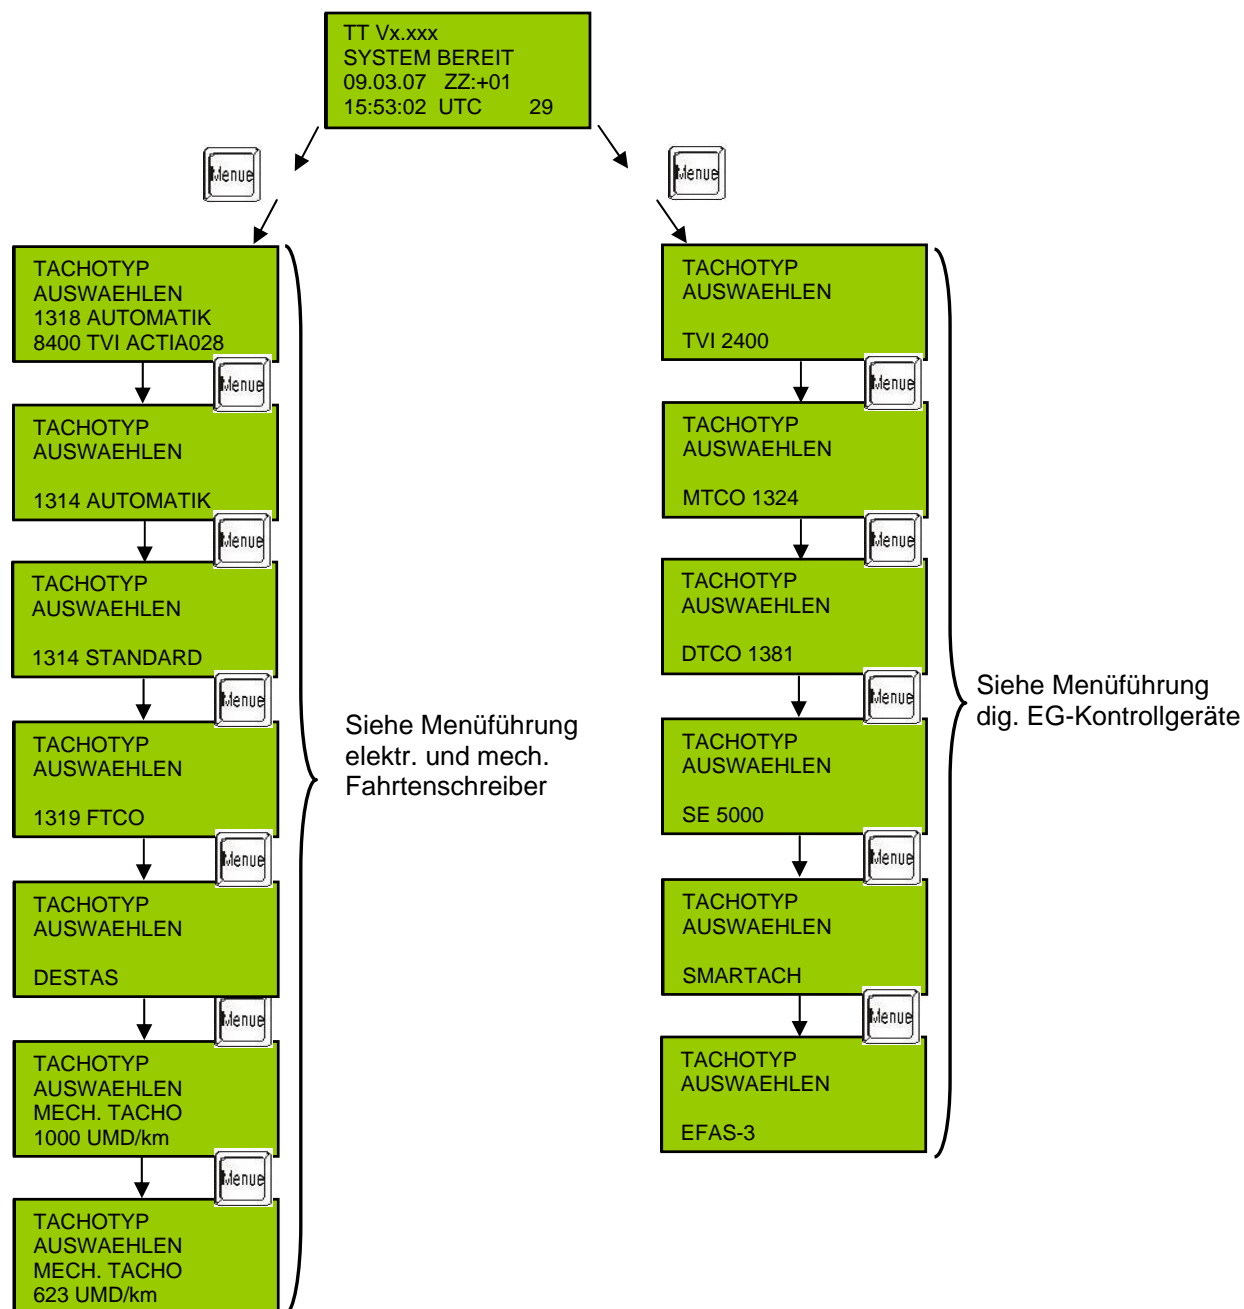 TT Vx.xxx
SYSTEM BEREIT
09.03.07 ZZ:+01
15:53:02 UTC 29
Menue
Menue
TACHOTYP
AUSWAEHLEN
1318 AUTOMATIK
8400 TVI ACTIA028
Menue
TACHOTYP
AUSWAEHLEN
1314 AUTOMATIK
Menue
TACHOTYP
AUSWAEHLEN
1314 STANDARD
Menue
TACHOTYP
AUSWAEHLEN
1319 FTCO
Menue
TACHOTYP
AUSWAEHLEN
DESTAS
Menue
TACHOTYP
AUSWAEHLEN
MECH. TACHO
1000 UMD/km
Menue
TACHOTYP
AUSWAEHLEN
MECH. TACHO
623 UMD/km
Siehe Menüführung
elektr. und mech.
Fahrtenschreiber
TACHOTYP
AUSWAEHLEN
TVI 2400
Menue
TACHOTYP
AUSWAEHLEN
MTCO 1324
Menue
TACHOTYP
AUSWAEHLEN
DTCO 1381
Menue
TACHOTYP
AUSWAEHLEN
SE 5000
Menue
TACHOTYP
AUSWAEHLEN
SMARTACH
Menue
TACHOTYP
AUSWAEHLEN
EFAS-3
Siehe Menüführung
dig. EG-Kontrollgeräte